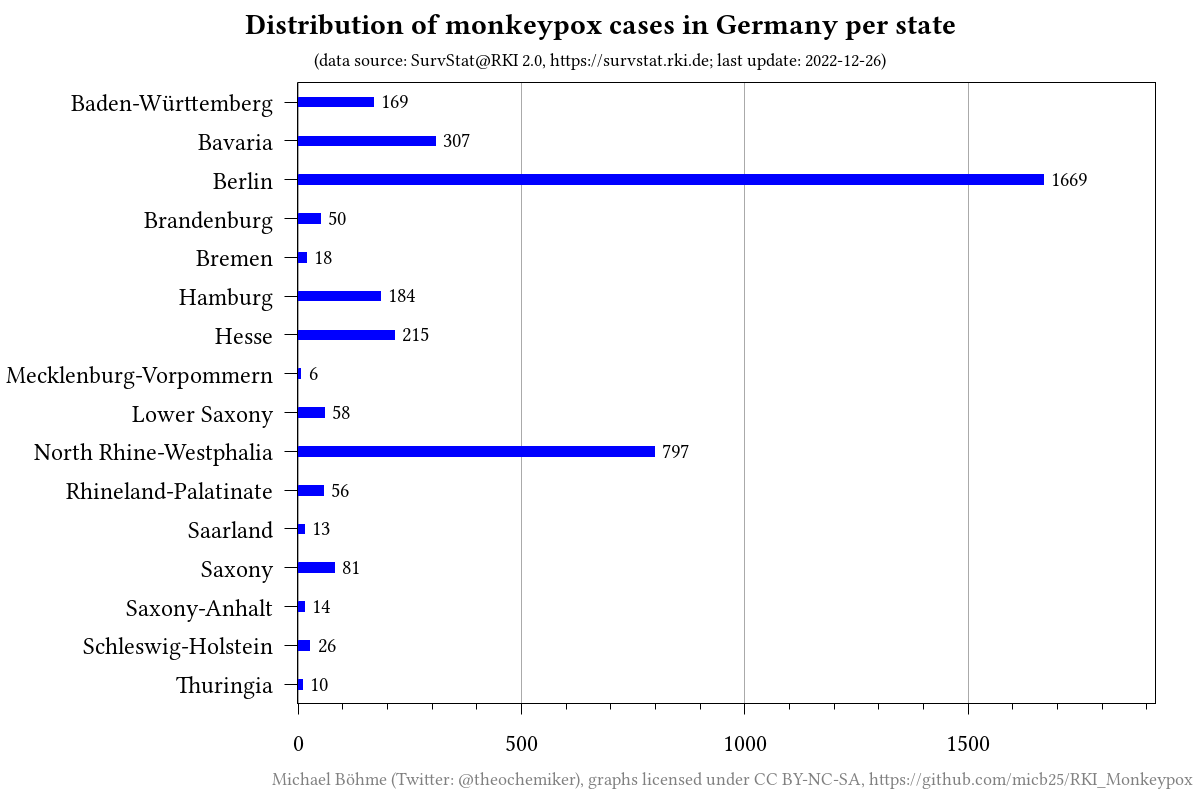 Distribution of monkeypox cases in Germany per state
(data source: SurvStat@RKI 2.0, https://survstat.rki.de; last update: 2022-12-26)
Baden-Württemberg 169
Bavaria 307
Berlin 1669
Brandenburg 50
Bremen 18
Hamburg 184
Hesse 215
Mecklenburg-Vorpommern 6
Lower Saxony 58
North Rhine-Westphalia 797
Rhineland-Palatinate 56
Saarland 13
Saxony 81
Saxony-Anhalt 14
Schleswig-Holstein 26
Thuringia 10
0 500 1000 1500
Michael Böhme (Twitter: @theochemiker), graphs licensed under CC BY-NC-SA, https://github.com/micb25/RKI_Monkeypox